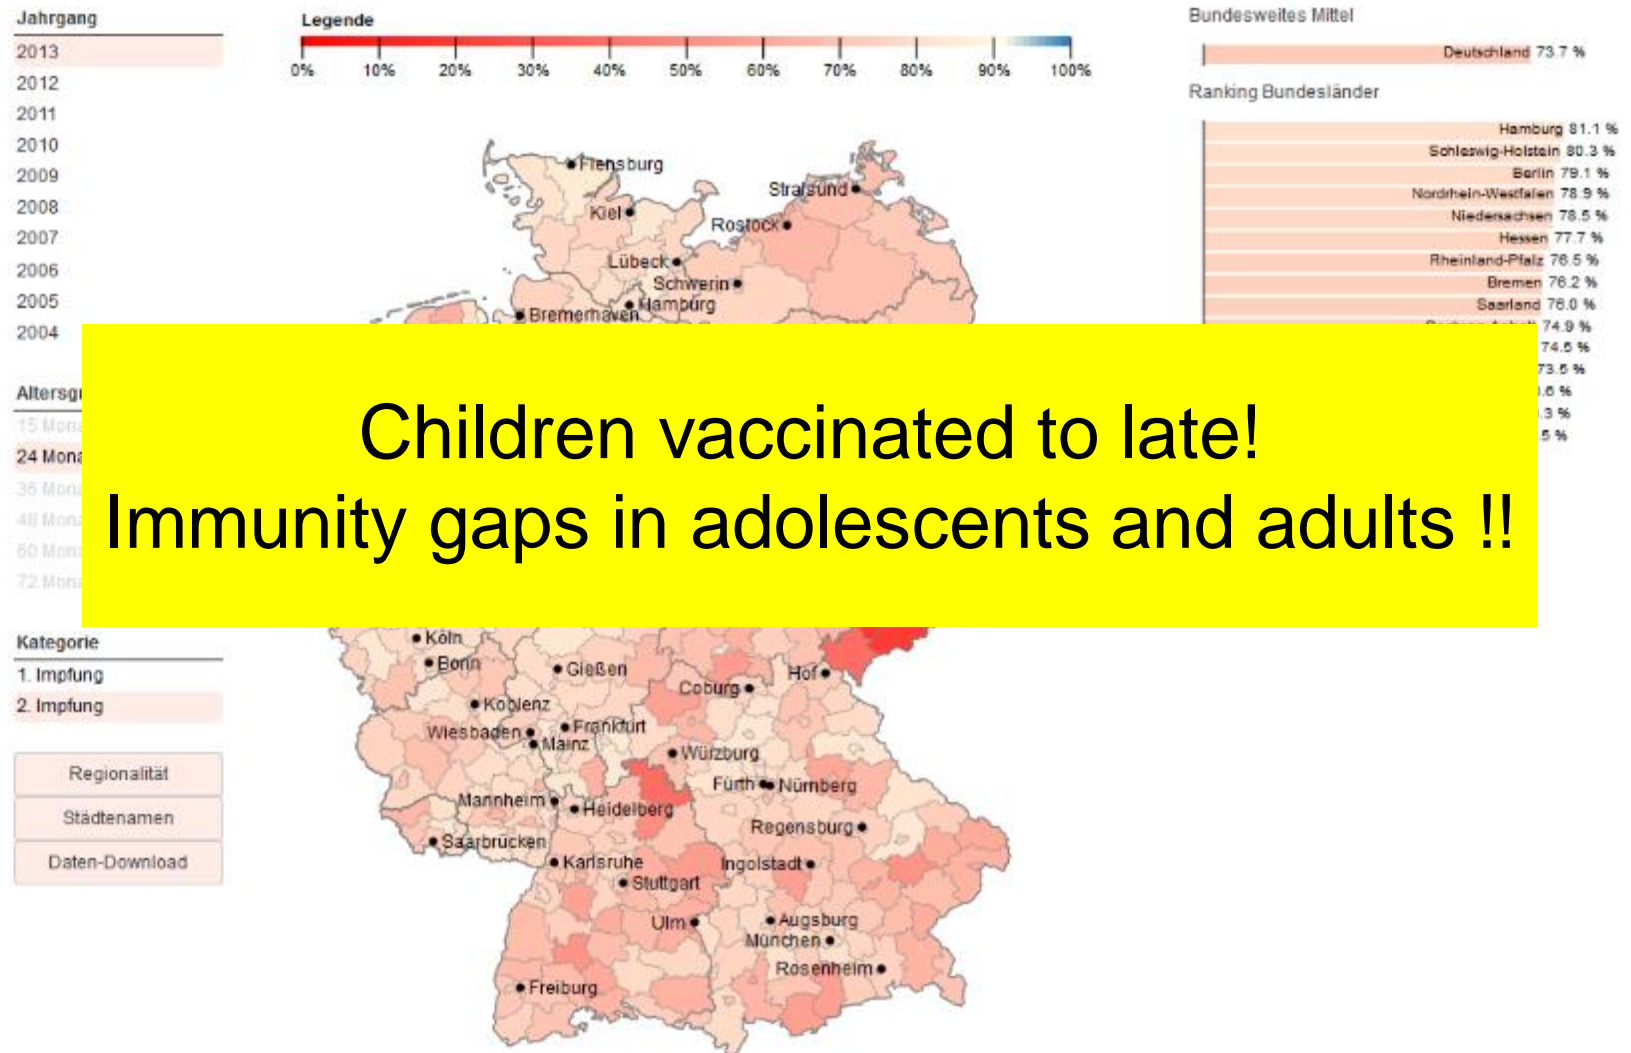 Jahrgang
2013
2012
2011
2010
2009
2008
2007
2006
2005
2004
15
24
36
48
60
72
Kategorie
1. Impfung
2. Impfung
Regionalität
Städtenamen
Daten-Download
Legende
0% 10% 20% 30% 40% 50% 60% 70% 80% 90% 100%
Flensburg
Stralsund
Kiel
Rostock
Lübeck
Schwerin
Hamburg
Bremerhaven
Children vaccinated to late!
Immunity gaps in adolescents and adults !!
Köln
Bonn
Gießen
Hof
Coburg
Koblenz
Frankfurt
Wiesbaden
Mainz
Würzburg
Fürth
Nürnberg
Mannheim
Heidelberg
Regensburg
Saarbrücken
Karlsruhe
Ingolstadt
Stuttgart
Ulm
Augsburg
München
Rosenheim
Freiburg
Bundesweites Mittel
Deutschland 73.7 %
Ranking Bundesländer
Hamburg 81.1 %
Schleswig-Holstein 80.3 %
Berlin 79.1 %
Nordrhein-Westfalen 78.9 %
Niedersachsen 78.5 %
Hessen 77.7 %
Rheinland-Pfalz 76.5 %
Bremen 76.2 %
Saarland 76.0 %
74.9 %
74.5 %
73.5 %